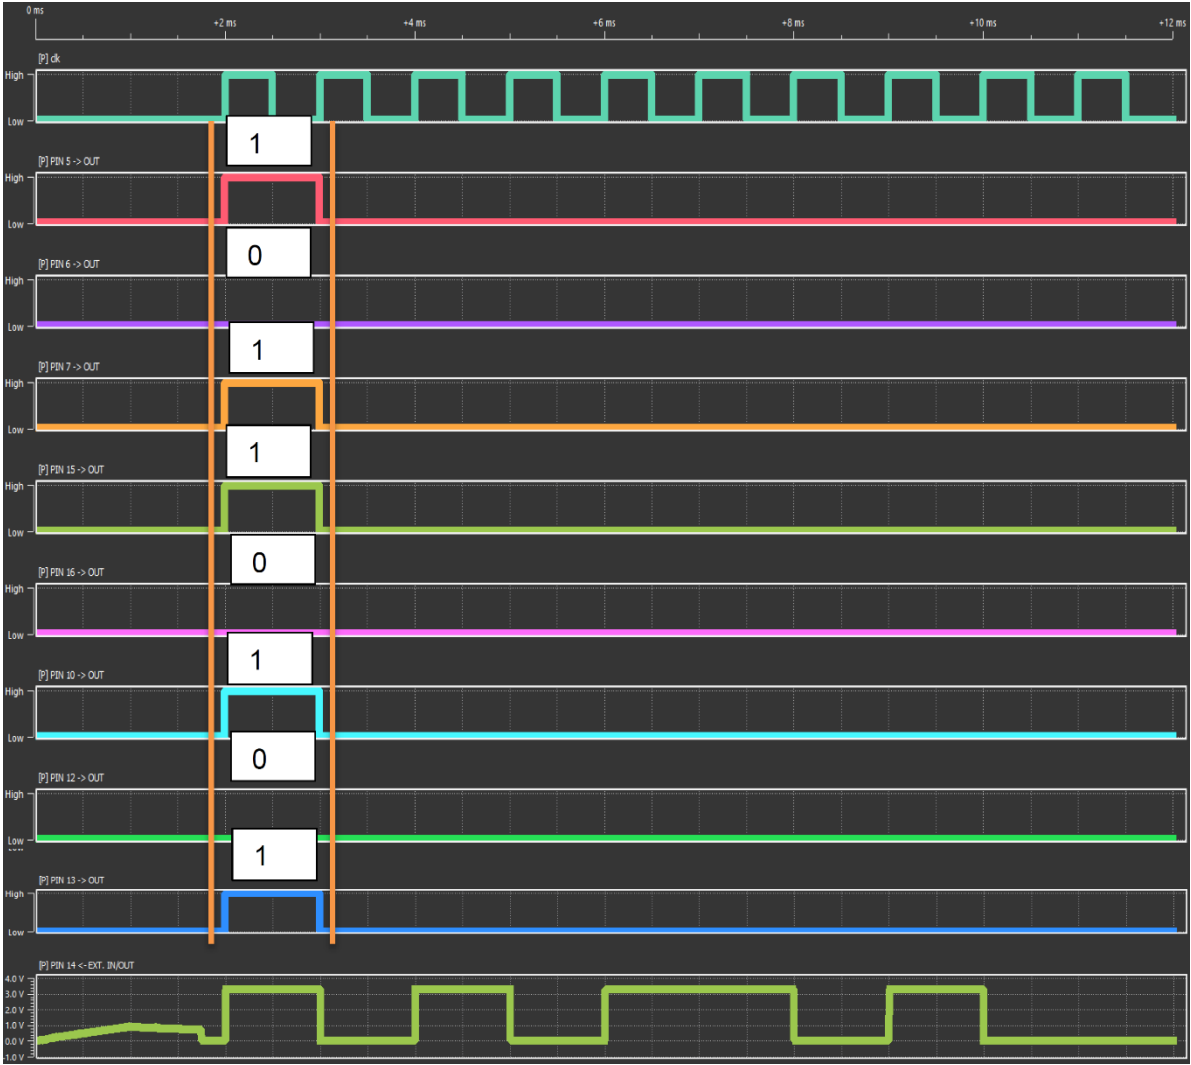 0 ms
+2 ms +4 ms +6 ms +8 ms +10 ms +12 ms
[P] clk
High
Low
1
[P] PIN 5 -> OUT
High
Low
0
[P] PIN 6 -> OUT
High
Low
1
[P] PIN 7 -> OUT
High
Low
1
[P] PIN 15 -> OUT
High
Low
0
[P] PIN 16 -> OUT
High
Low
1
[P] PIN 10 -> OUT
High
Low
0
[P] PIN 12 -> OUT
High
Low
1
[P] PIN 13 -> OUT
High
Low
[P] PIN 14 <- EXT. IN/OUT
4.0 V
3.0 V
2.0 V
1.0 V
0.0 V
-1.0 V